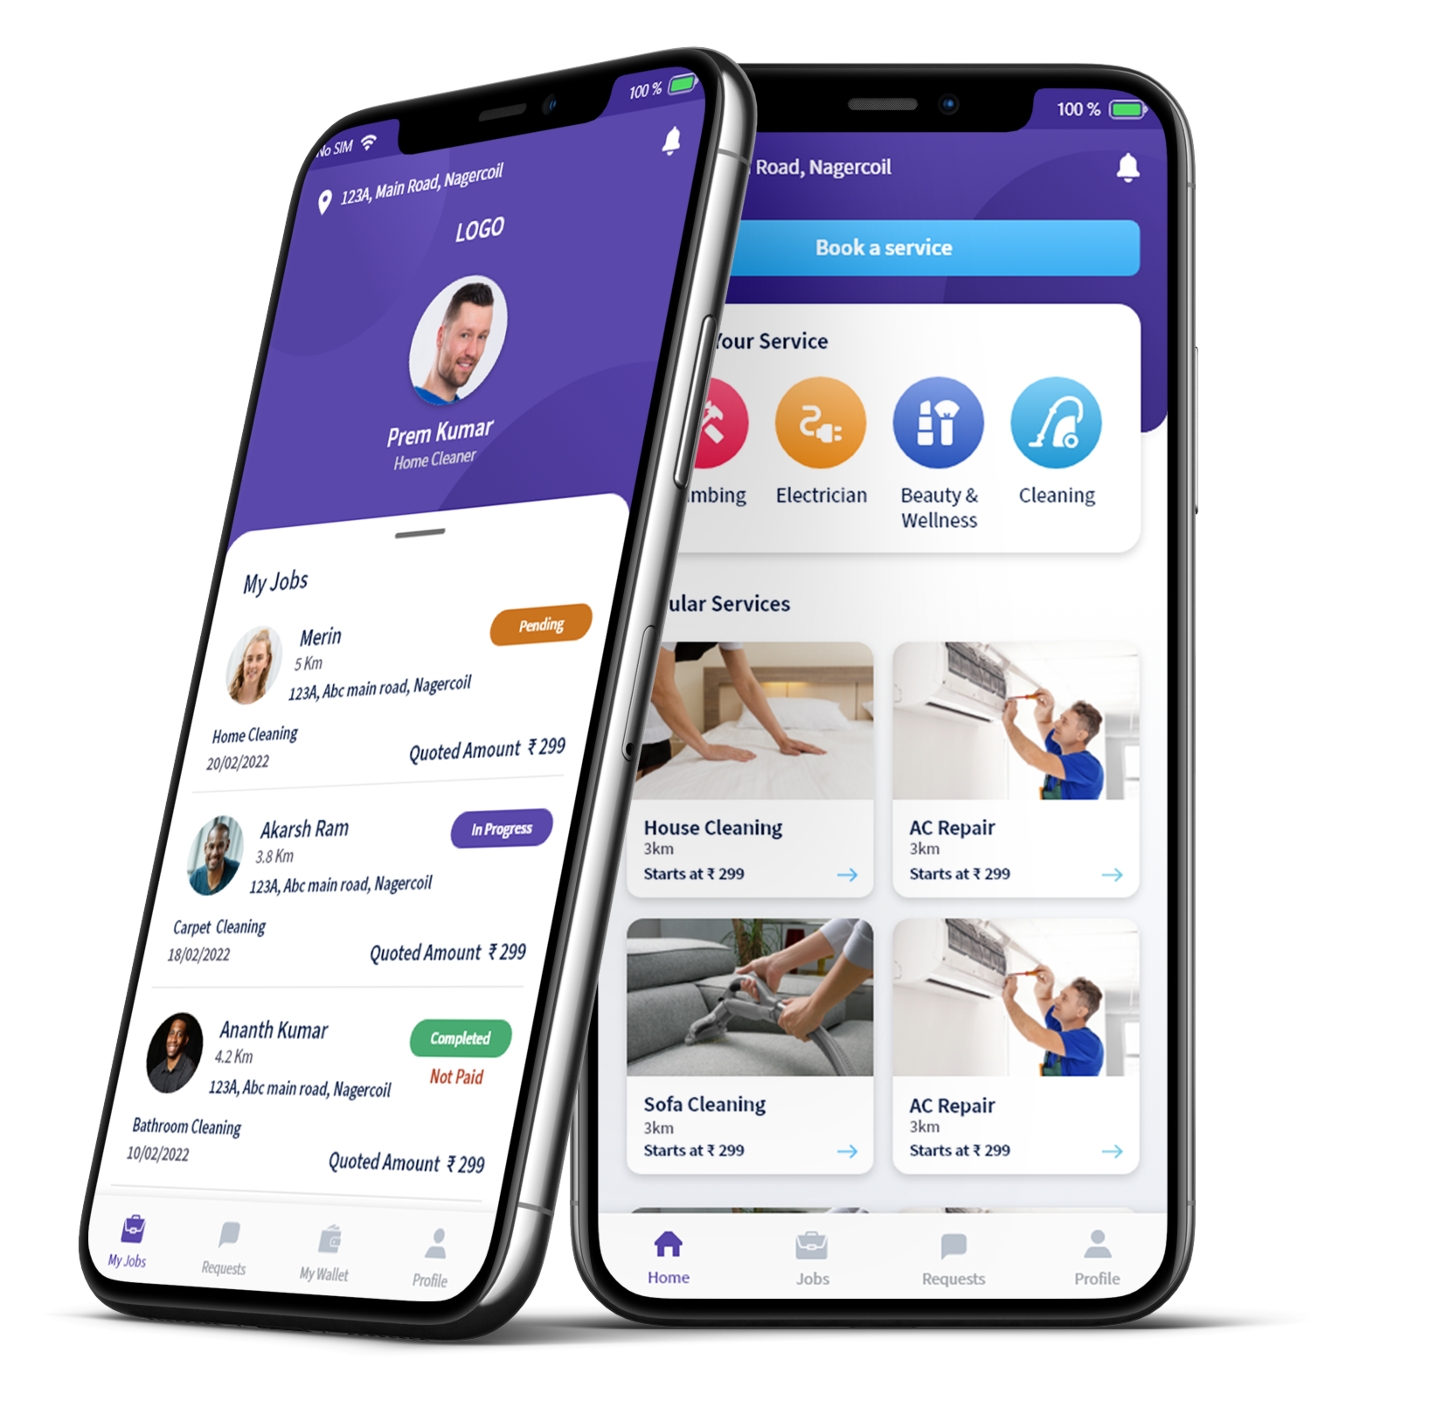 No SIM
100 %
123A, Main Road, Nagercoil
LOGO
Prem Kumar
Home Cleaner
My Jobs
Merin
Pending
5 Km
123A, Abc main road, Nagercoil
Home Cleaning
20/02/2022
Quoted Amount ₹ 299
Akarsh Ram
In Progress
3.8 Km
123A, Abc main road, Nagercoil
Carpet Cleaning
18/02/2022
Quoted Amount ₹ 299
Ananth Kumar
Completed
4.2 Km
Not Paid
123A, Abc main road, Nagercoil
Bathroom Cleaning
10/02/2022
Quoted Amount ₹ 299
My Jobs
Requests
My Wallet
Profile
100 %
Road, Nagercoil
Book a service
Your Service
mbing
Electrician
Beauty &
Wellness
Cleaning
ular Services
House Cleaning
3km
Starts at ₹ 299
AC Repair
3km
Starts at ₹ 299
Sofa Cleaning
3km
Starts at ₹ 299
AC Repair
3km
Starts at ₹ 299
Home
Jobs
Requests
Profile